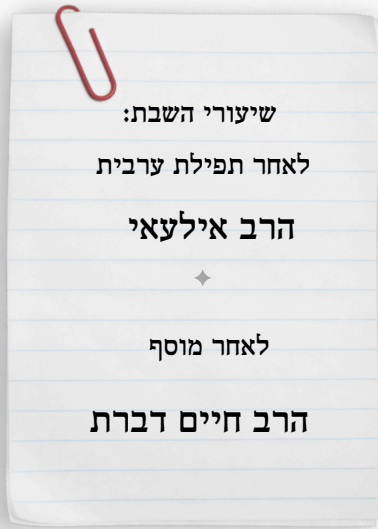 שיעורי השבת:
לאחר תפילת ערבית
הרב אילעאי
לאחר מוסף
הרב חיים דברת